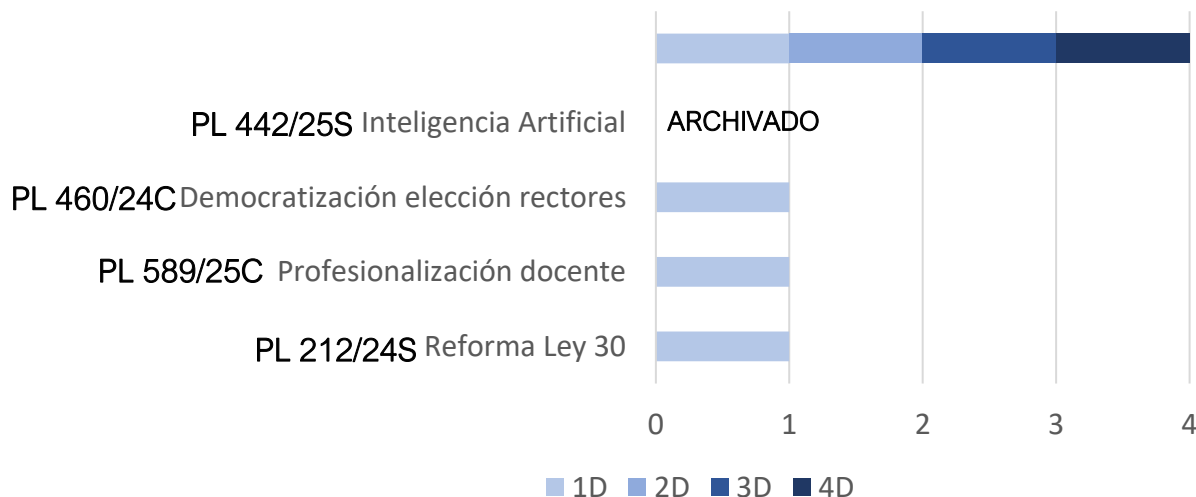 PL 442/25S Inteligencia Artificial ARCHIVADO
PL 460/24C Democratización elección rectores
PL 589/25C Profesionalización docente
PL 212/24S Reforma Ley 30
0 1 2 3 4
1D 2D 3D 4D